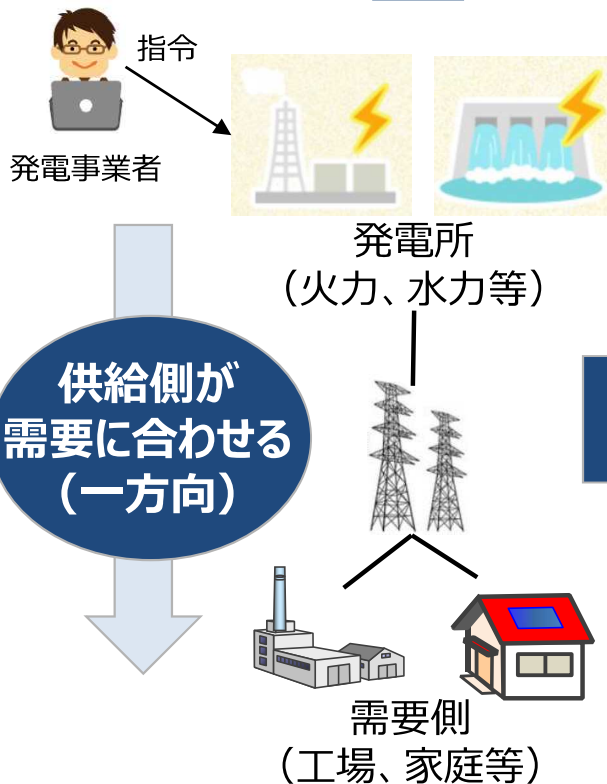 指令
発電事業者
発電所
（火力、水力等）
供給側が
需要に合わせる
（一方向）
需要側
（工場、家庭等）